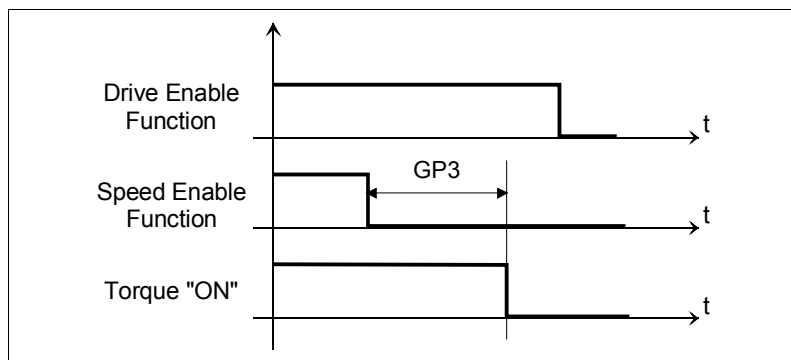 Drive Enable
Function
t
GP3
Speed Enable
Function
t
Torque "ON"
t